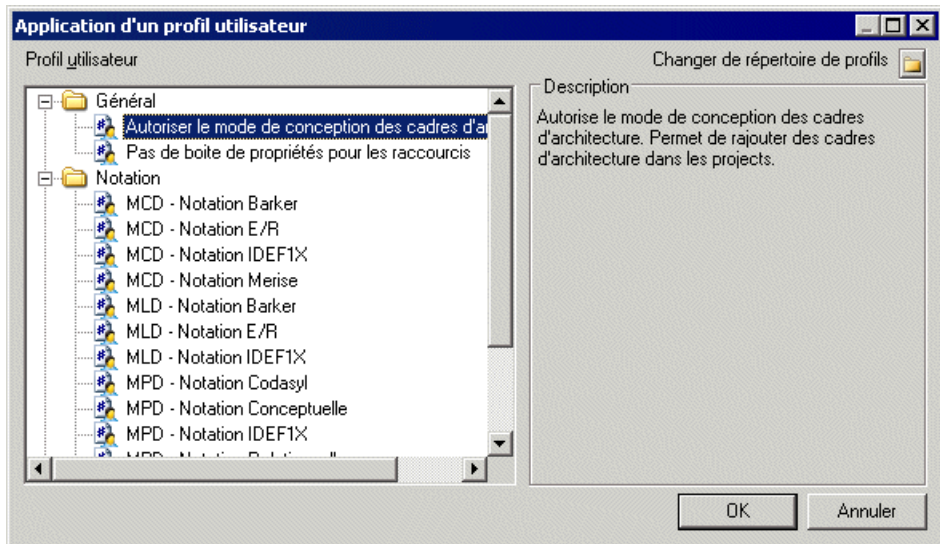 Application d'un profil utilisateur
Profil utilisateur
Changer de répertoire de profils
Général
Autoriser le mode de conception des cadres d'a
Pas de boite de propriétés pour les raccourcis
Notation
MCD - Notation Barker
MCD - Notation E/R
MCD - Notation IDEF1X
MCD - Notation Merise
MLD - Notation Barker
MLD - Notation E/R
MLD - Notation IDEF1X
MPD - Notation Codasyl
MPD - Notation Conceptuelle
MPD - Notation IDEF1X
MPD - Notation
Description
Autorise le mode de conception des cadres
d'architecture. Permet de rajouter des cadres
d'architecture dans les projects.
OK
Annuler